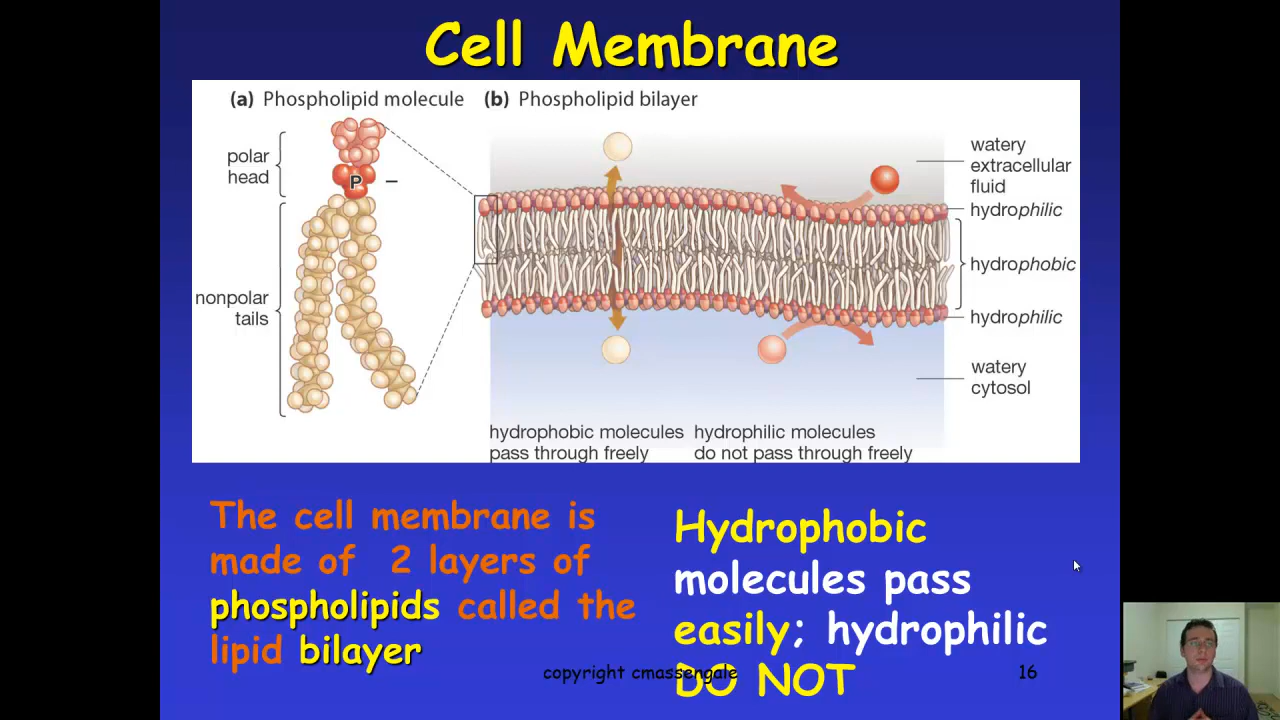 Cell Membrane
(a) Phospholipid molecule
(b) Phospholipid bilayer
polar
head
P
–
nonpolar
tails
watery
extracellular
fluid
hydrophilic
hydrophobic
hydrophilic
watery
cytosol
hydrophobic molecules
pass through freely
hydrophilic molecules
do not pass through freely
The cell membrane is
made of 2 layers of
phospholipids called the
lipid bilayer
Hydrophobic
molecules pass
easily; hydrophilic
DO NOT
copyright cmassengale
16